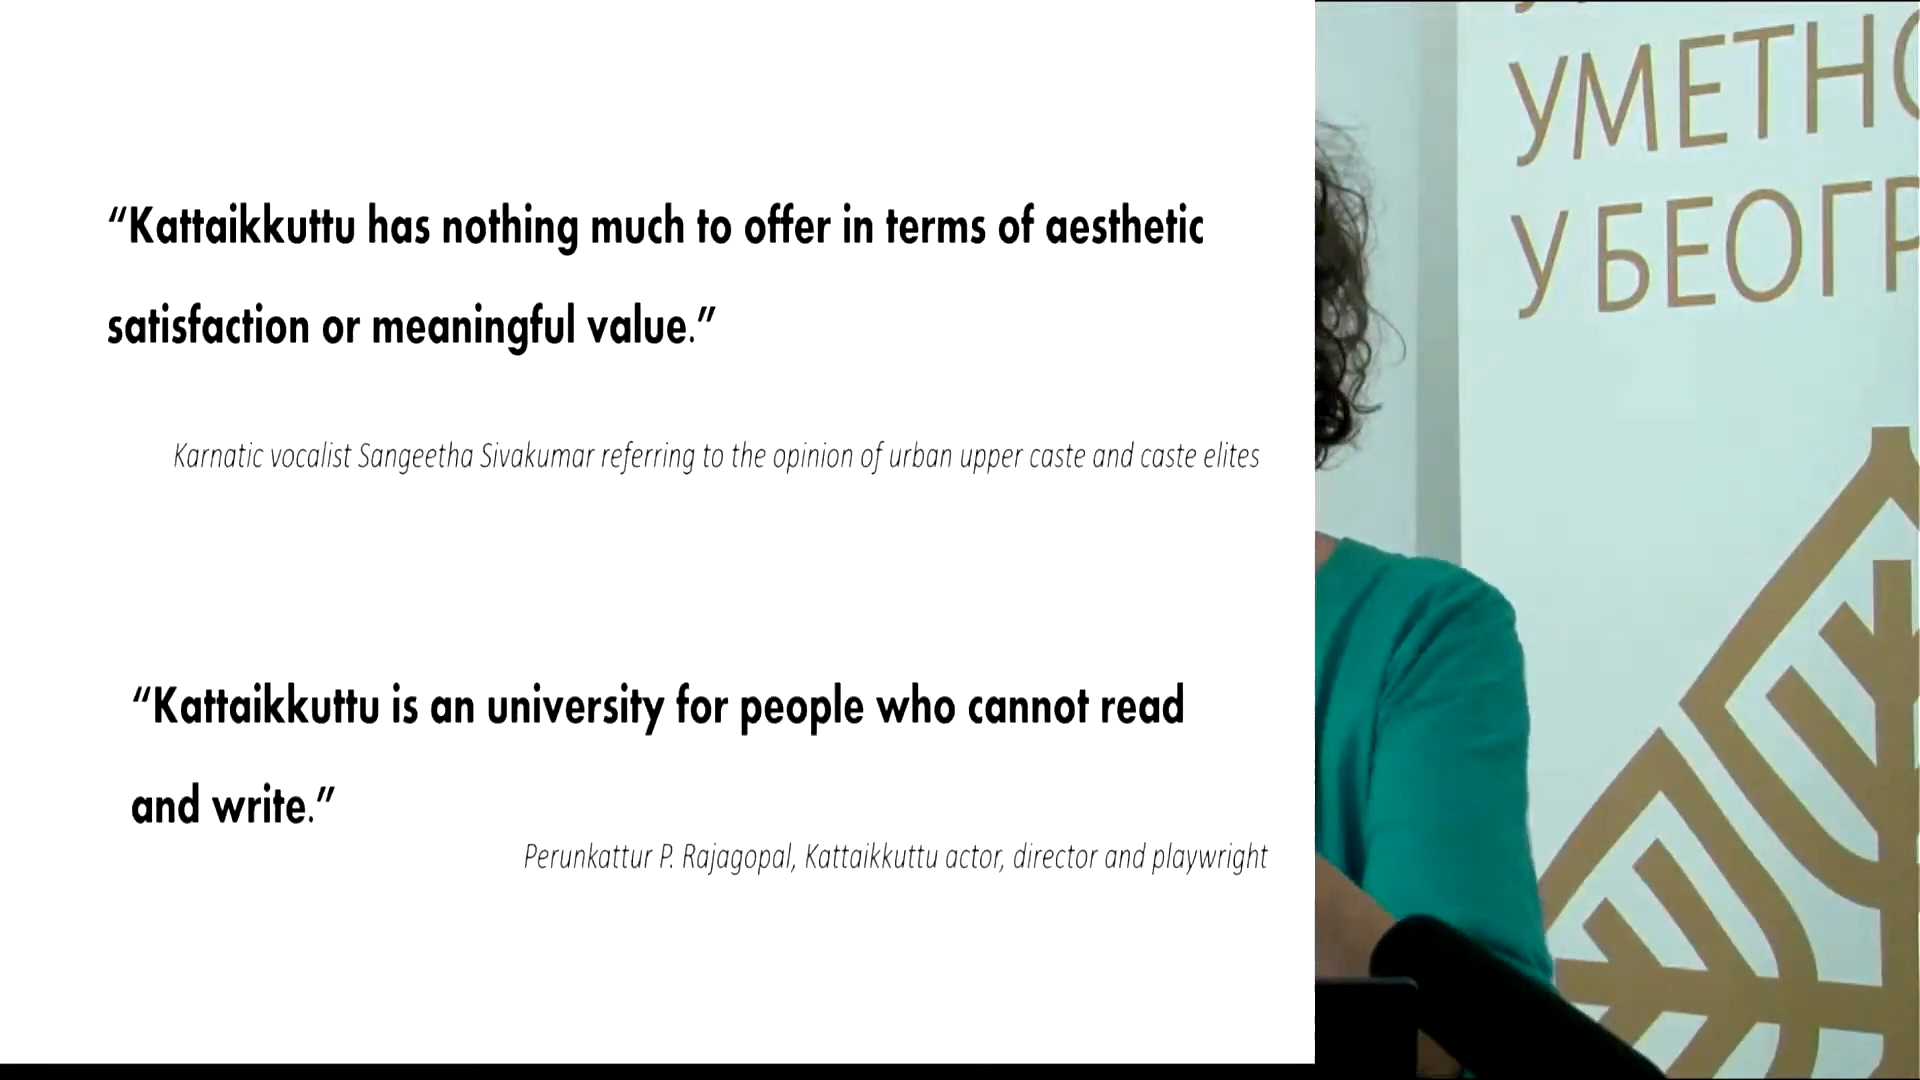 “Kattaikkuttu has nothing much to offer in terms of aesthetic
satisfaction or meaningful value.”
Karnatic vocalist Sangeetha Sivakumar referring to the opinion of urban upper caste and caste elites
“Kattaikkuttu is an university for people who cannot read
and write.”
Perunkattur P. Rajagopal, Kattaikkuttu actor, director and playwright
УМЕТНО
У БЕОГР